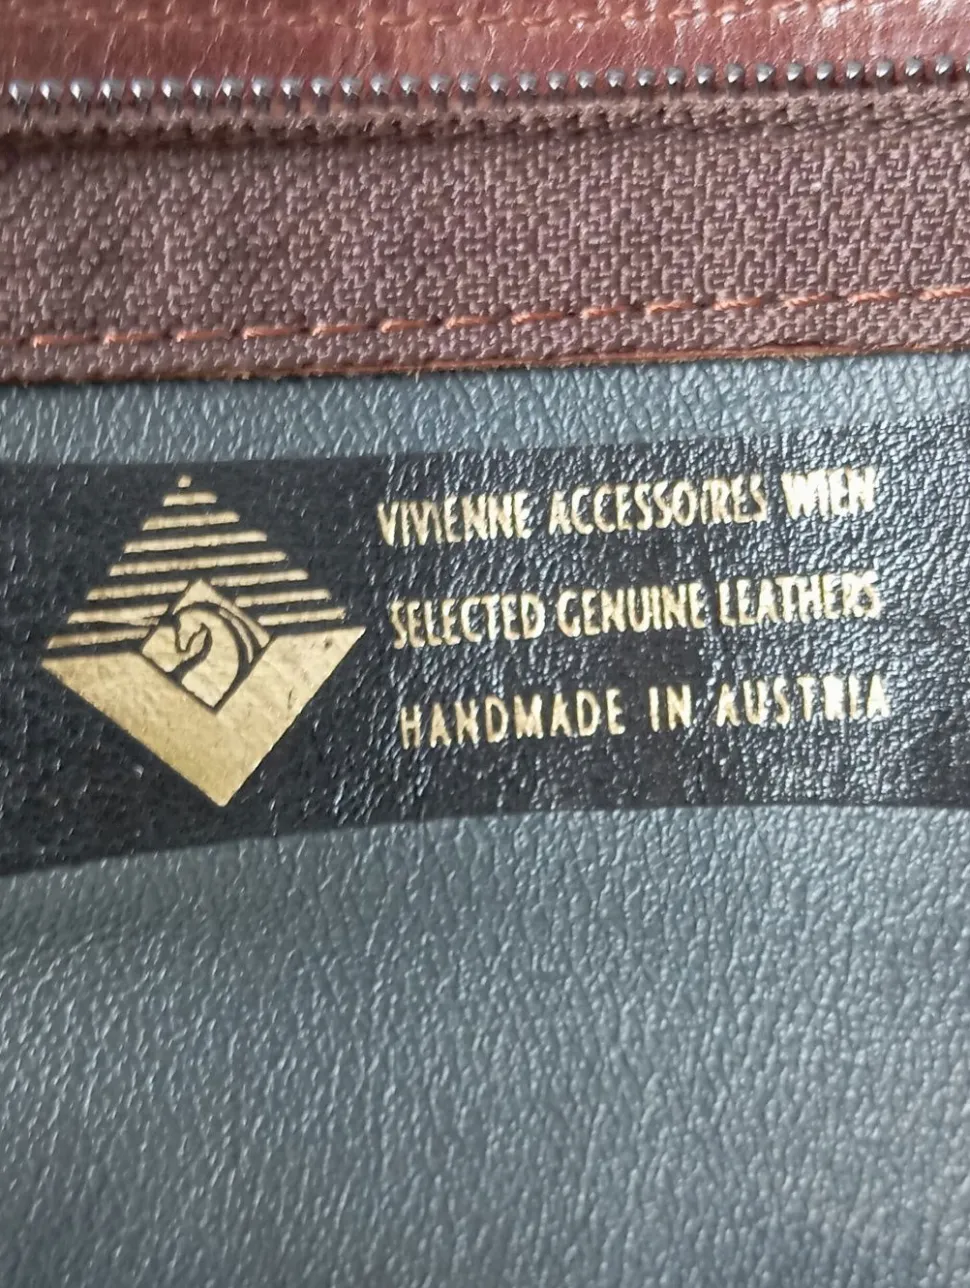 VIVIENNE ACCESSOIRES WIEN
SELECTED GENUINE LEATHERS
HANDMADE IN AUSTRIA